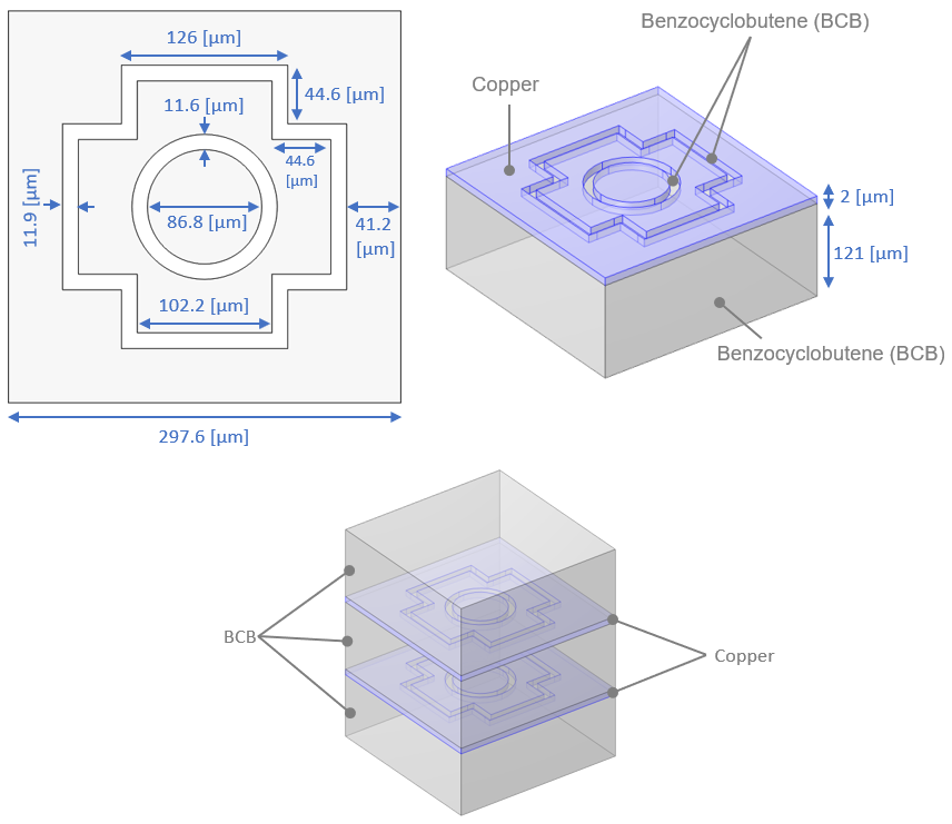 126 [µm]
44.6 [µm]
11.6 [µm]
44.6
[µm]
11.9 [µm]
86.8 [µm]
41.2
[µm]
102.2 [µm]
297.6 [µm]
Benzocyclobutene (BCB)
Copper
2 [µm]
121 [µm]
Benzocyclobutene (BCB)
BCB
Copper